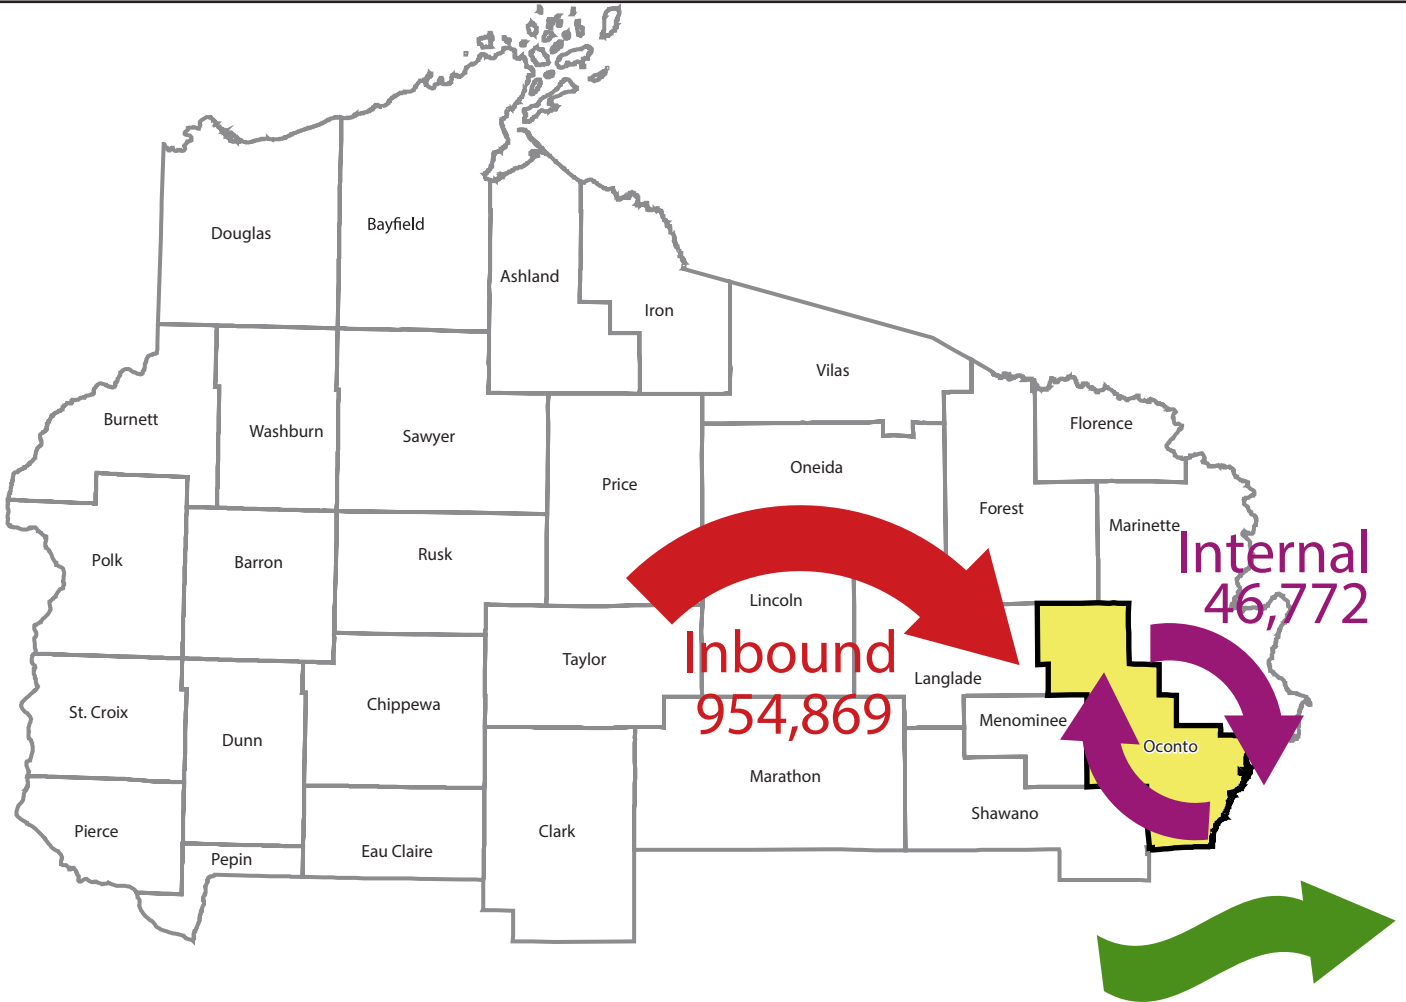 Bayfield
Douglas
Ashland
Iron
Vilas
Burnett
Washburn
Sawyer
Florence
Oneida
Price
Forest
Marinette
Internal
46,772
Polk
Barron
Rusk
Lincoln
Inbound
954,869
Taylor
Langlade
St. Croix
Chippewa
Menominee
Dunn
Oconto
Marathon
Shawano
Pierce
Clark
Eau Claire
Pepin